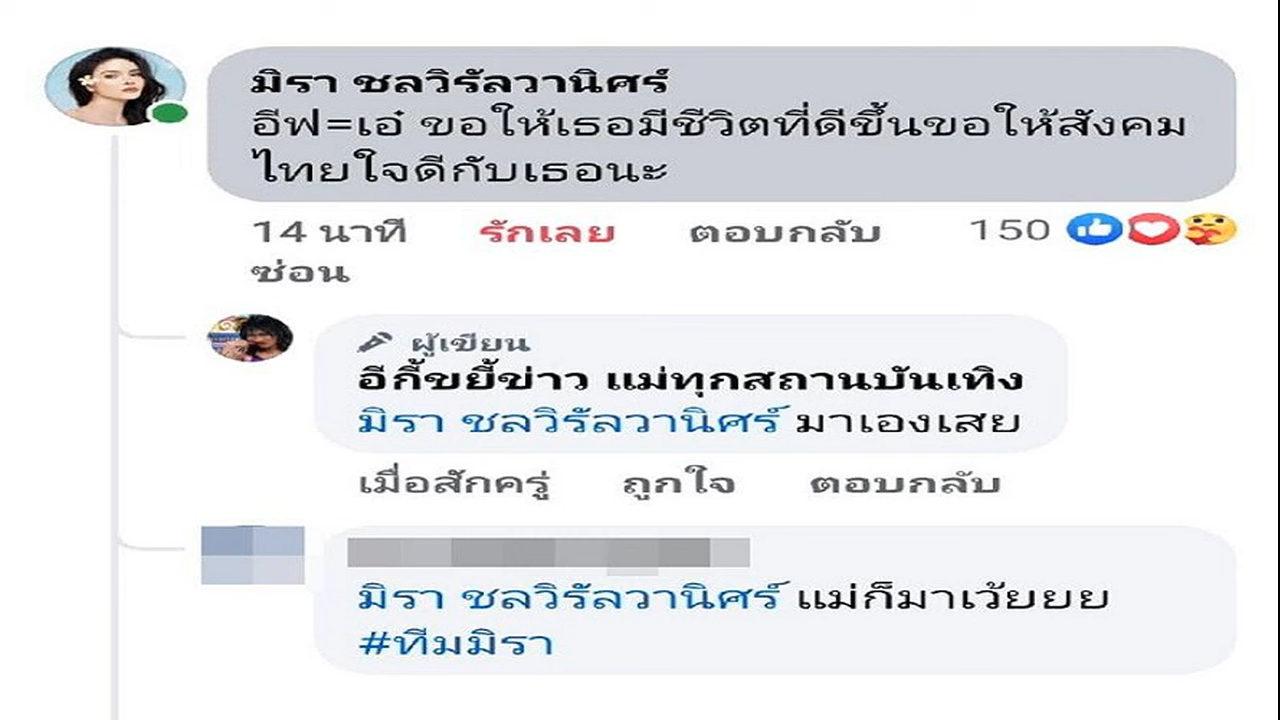 มิรา ชลวิรัลวานิศร์
อีฟ=เอ๋ ขอให้เธอมีชีวิตที่ดีขึ้นขอให้สังคม
ไทยใจดีกับเธอนะ
14 นาที รักเลย ตอบกลับ 150
ซ่อน
ผู้เขียน
อีกี้ขยี้ข่าว แม่ทุกสถานบันเทิง
มิรา ชลวิรัลวานิศร์ มาเองเสย
เมื่อสักครู่ ถูกใจ ตอบกลับ
มิรา ชลวิรัลวานิศร์ แม่ก็มาเว้ยยย
#ทีมมิรา